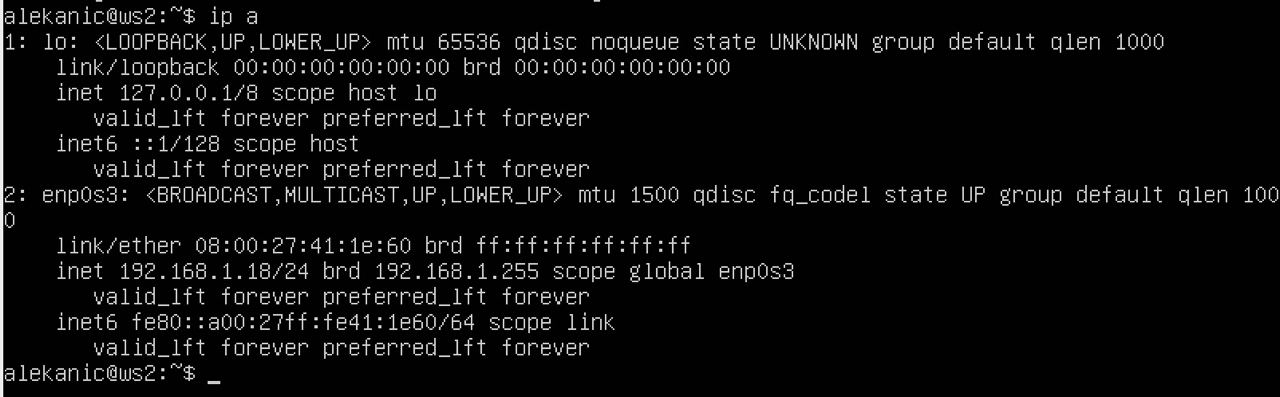 alekanic@ws2:~$ ip a
1: lo: <LOOPBACK,UP,LOWER_UP> mtu 65536 qdisc noqueue state UNKNOWN group default qlen 1000
    link/loopback 00:00:00:00:00:00 brd 00:00:00:00:00:00
    inet 127.0.0.1/8 scope host lo
       valid_lft forever preferred_lft forever
    inet6 ::1/128 scope host
       valid_lft forever preferred_lft forever
2: enp0s3: <BROADCAST,MULTICAST,UP,LOWER_UP> mtu 1500 qdisc fq_codel state UP group default qlen 100
0
    link/ether 08:00:27:41:1e:60 brd ff:ff:ff:ff:ff:ff
    inet 192.168.1.18/24 brd 192.168.1.255 scope global enp0s3
       valid_lft forever preferred_lft forever
    inet6 fe80::a00:27ff:fe41:1e60/64 scope link
       valid_lft forever preferred_lft forever
alekanic@ws2:~$ _